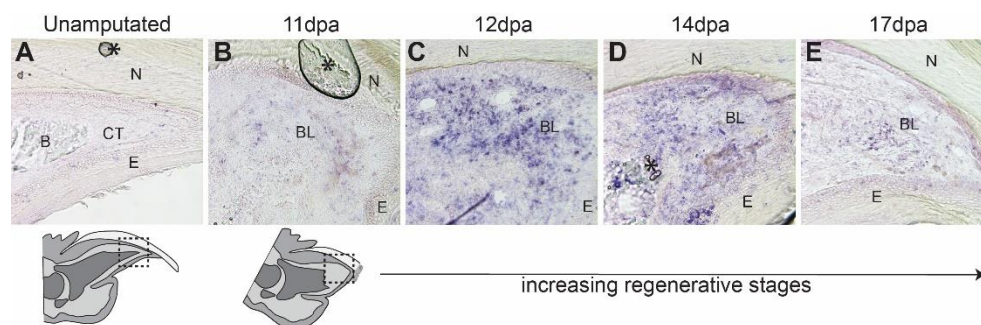 Unamputated 11dpa 12dpa 14dpa 17dpa
A * N B CT E
B * N BL E
C N BL E
D N BL * E
E N BL E
increasing regenerative stages